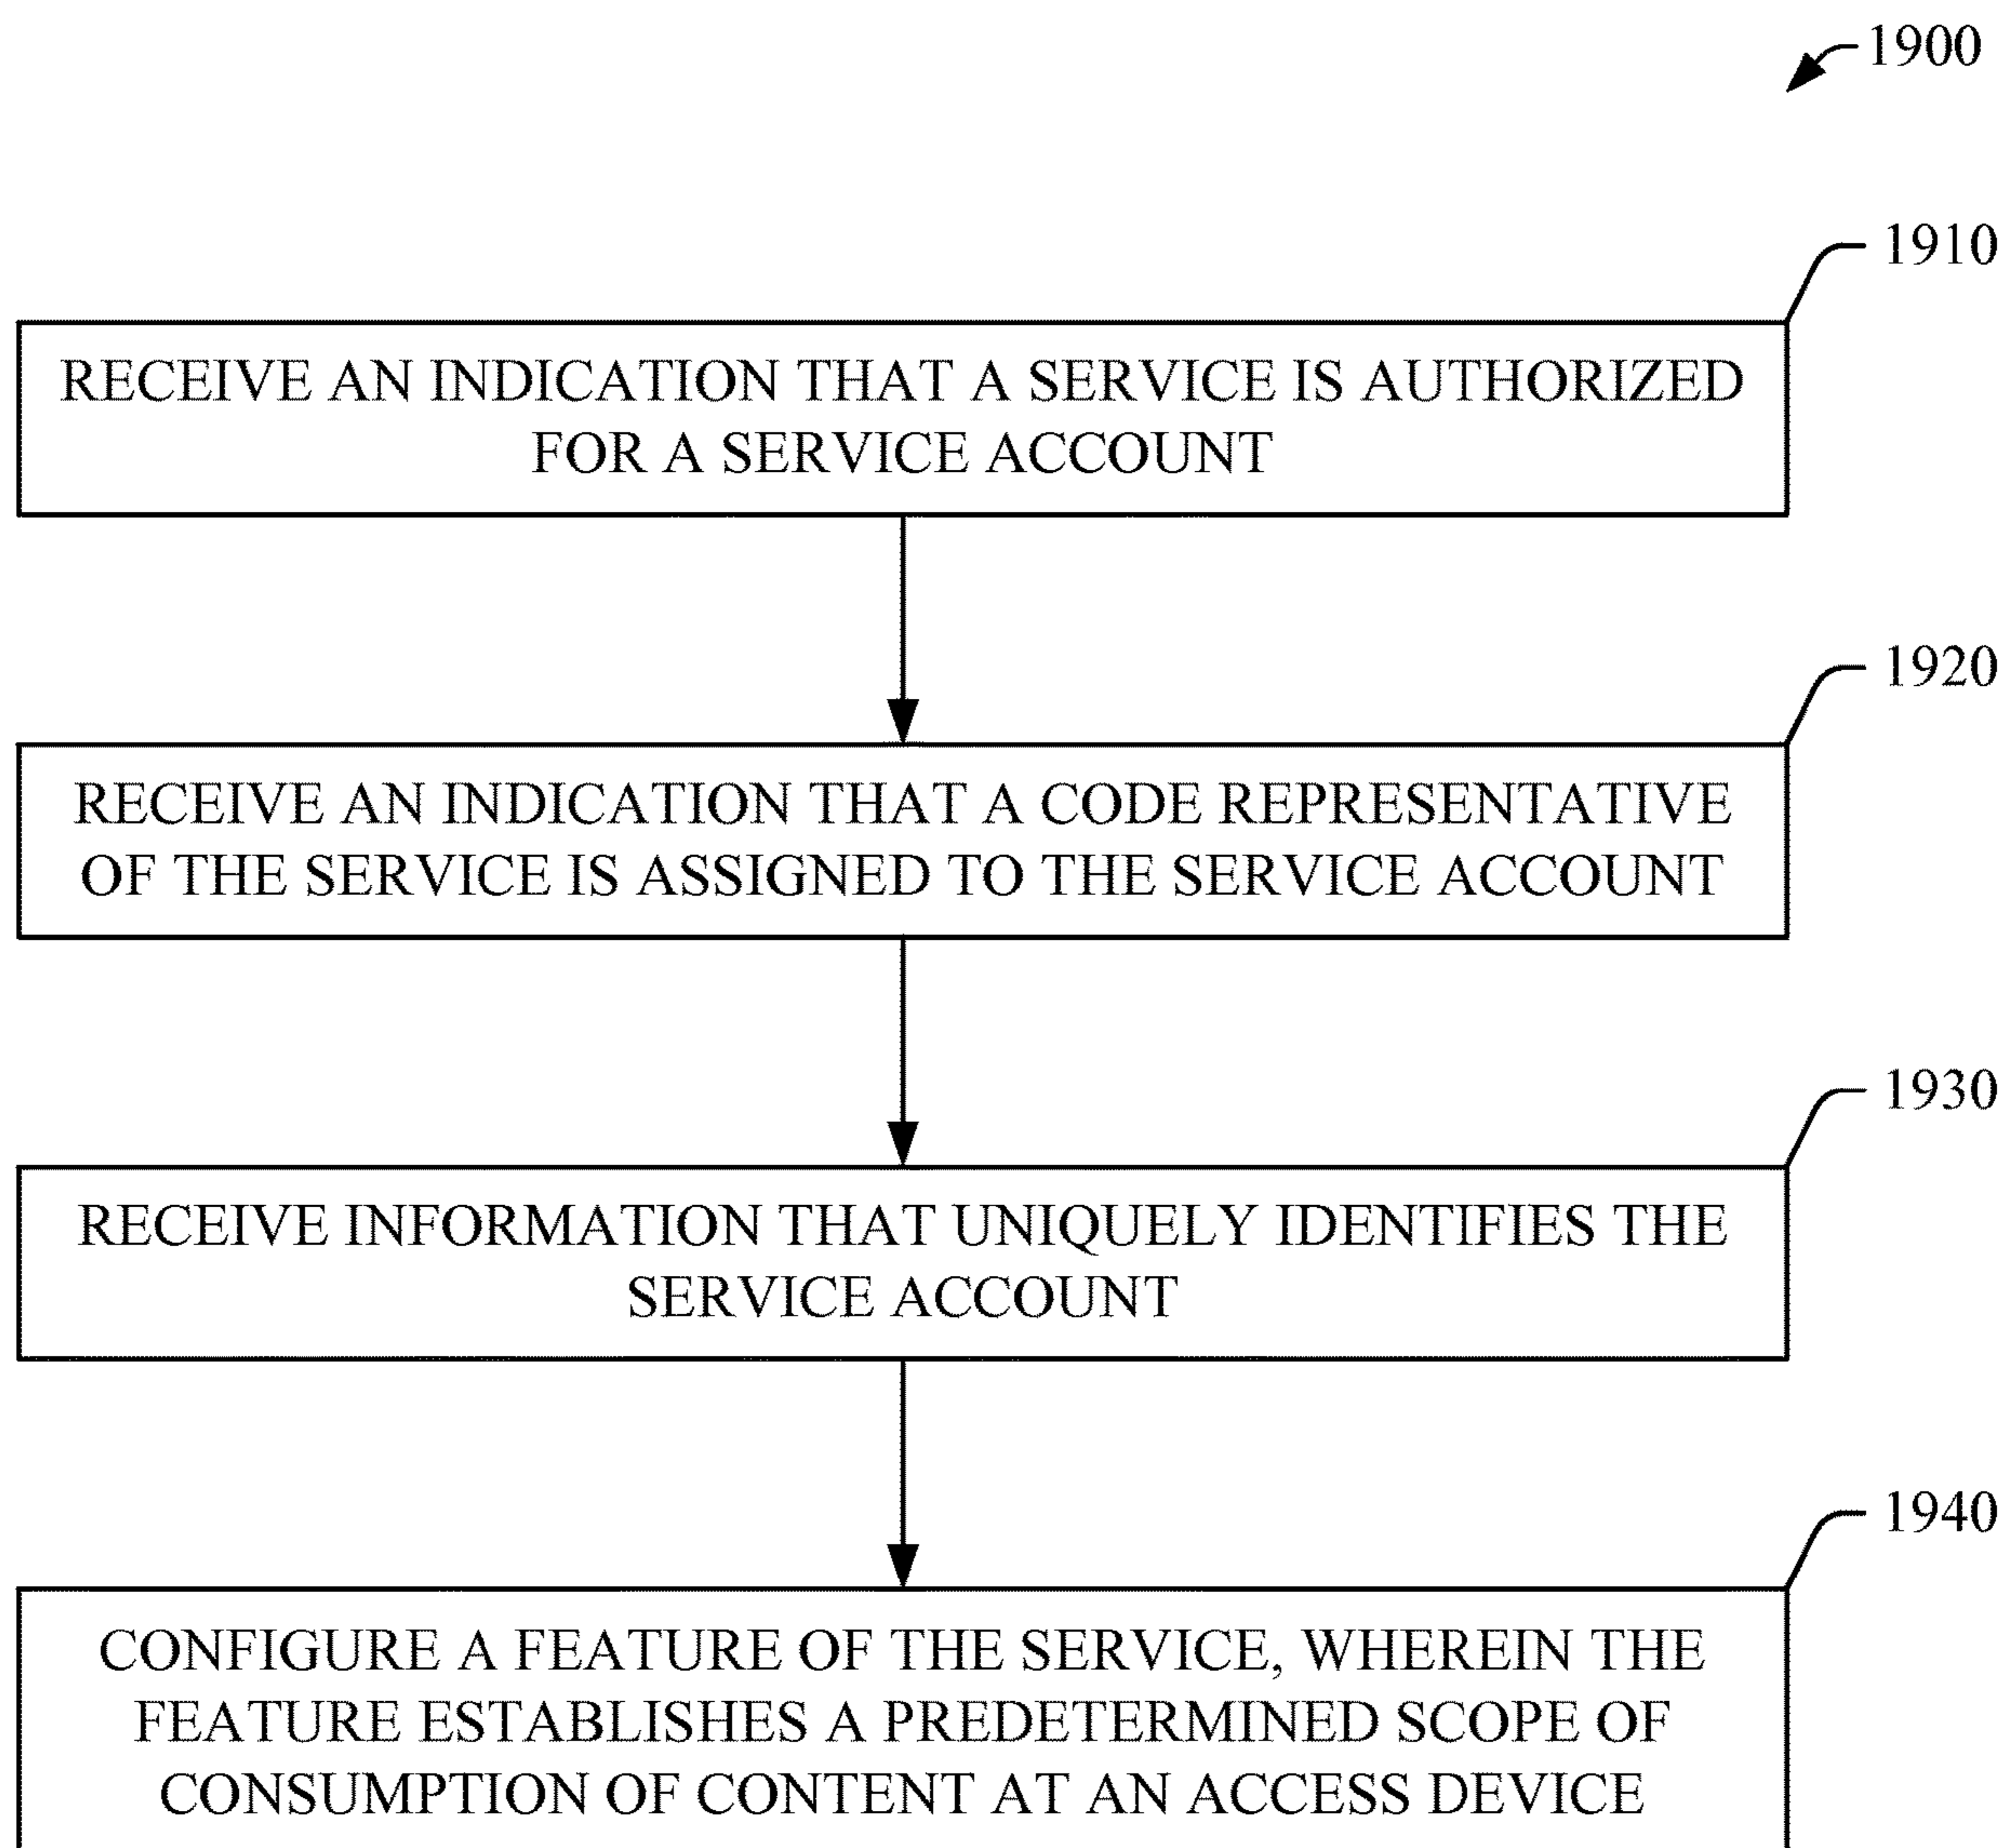 1900
1910
RECEIVE AN INDICATION THAT A SERVICE IS AUTHORIZED
FOR A SERVICE ACCOUNT
1920
RECEIVE AN INDICATION THAT A CODE REPRESENTATIVE
OF THE SERVICE IS ASSIGNED TO THE SERVICE ACCOUNT
1930
RECEIVE INFORMATION THAT UNIQUELY IDENTIFIES THE
SERVICE ACCOUNT
1940
CONFIGURE A FEATURE OF THE SERVICE, WHEREIN THE
FEATURE ESTABLISHES A PREDETERMINED SCOPE OF
CONSUMPTION OF CONTENT AT AN ACCESS DEVICE